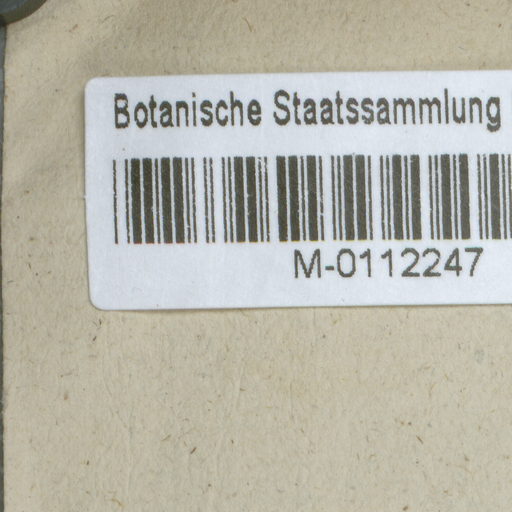 Botanische Staatssammlung
M-0112247